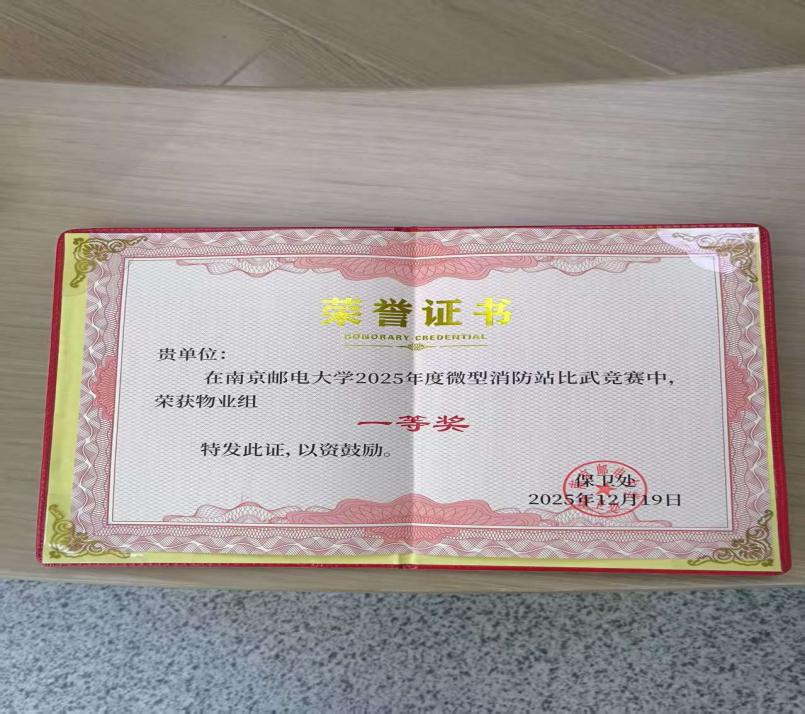 荣誉证书
HONORARY CREDENTIAL
贵单位：
在南京邮电大学2025年度微型消防站比武竞赛中，
荣获物业组
一等奖
特发此证，以资鼓励。
保卫处
2025年12月19日